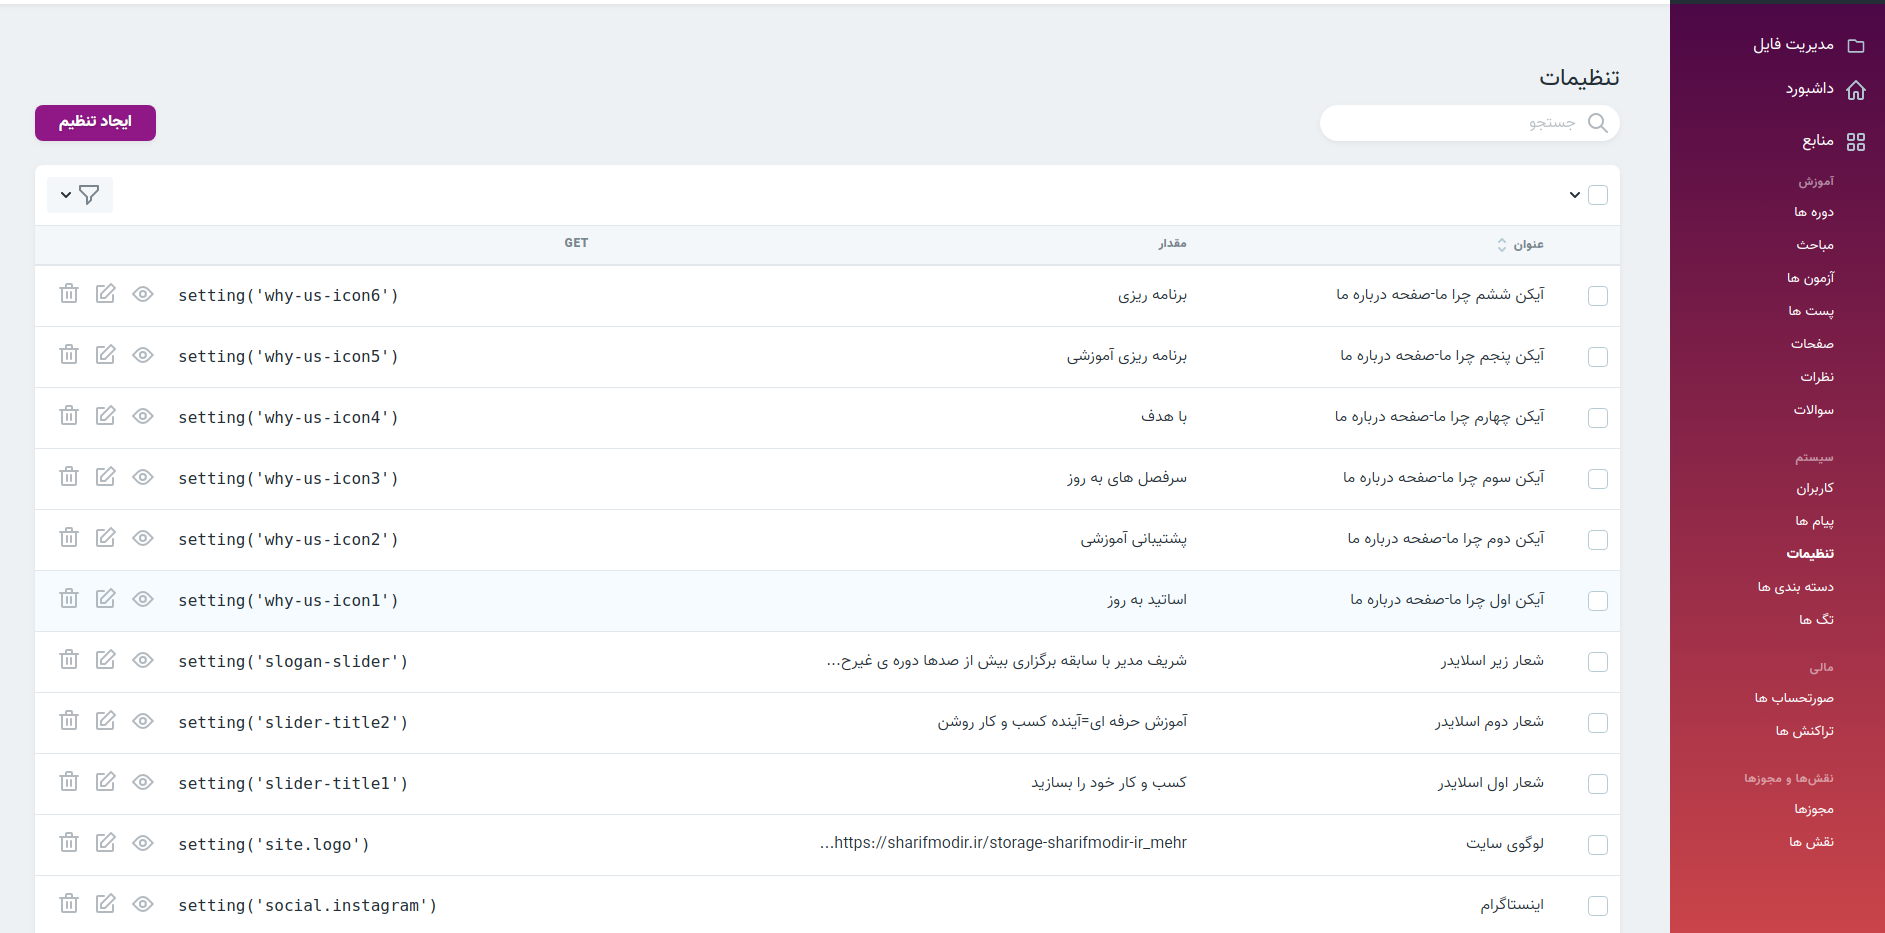 مدیریت فایل
داشبورد
منابع
آموزش
دوره ها
مباحث
آزمون ها
پست ها
صفحات
نظرات
سوالات
سیستم
کاربران
پیام ها
تنظیمات
دسته بندی ها
تگ ها
مالی
صورتحساب ها
تراکنش ها
نقش‌ها و مجوزها
مجوزها
نقش ها
تنظیمات
جستجو
ایجاد تنظیم
عنوان مقدار GET
آیکن ششم چرا ما-صفحه درباره ما برنامه ریزی setting('why-us-icon6')
آیکن پنجم چرا ما-صفحه درباره ما برنامه ریزی آموزشی setting('why-us-icon5')
آیکن چهارم چرا ما-صفحه درباره ما با هدف setting('why-us-icon4')
آیکن سوم چرا ما-صفحه درباره ما سرفصل های به روز setting('why-us-icon3')
آیکن دوم چرا ما-صفحه درباره ما پشتیبانی آموزشی setting('why-us-icon2')
آیکن اول چرا ما-صفحه درباره ما اساتید به روز setting('why-us-icon1')
شعار زیر اسلایدر شریف مدیر با سابقه برگزاری بیش از صدها دوره ی غیرح... setting('slogan-slider')
شعار دوم اسلایدر آموزش حرفه ای=آینده کسب و کار روشن setting('slider-title2')
شعار اول اسلایدر کسب و کار خود را بسازید setting('slider-title1')
لوگوی سایت https://sharifmodir.ir/storage-sharifmodir-ir_mehr... setting('site.logo')
اینستاگرام setting('social.instagram')